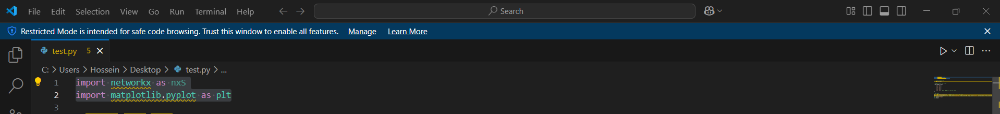 File Edit Selection View Go Run Terminal Help Search
Restricted Mode is intended for safe code browsing. Trust this window to enable all features. Manage Learn More
test.py 5
C: > Users > Hossein > Desktop > test.py > ...
1 import networkx as nxS
2 import matplotlib.pyplot as plt
3